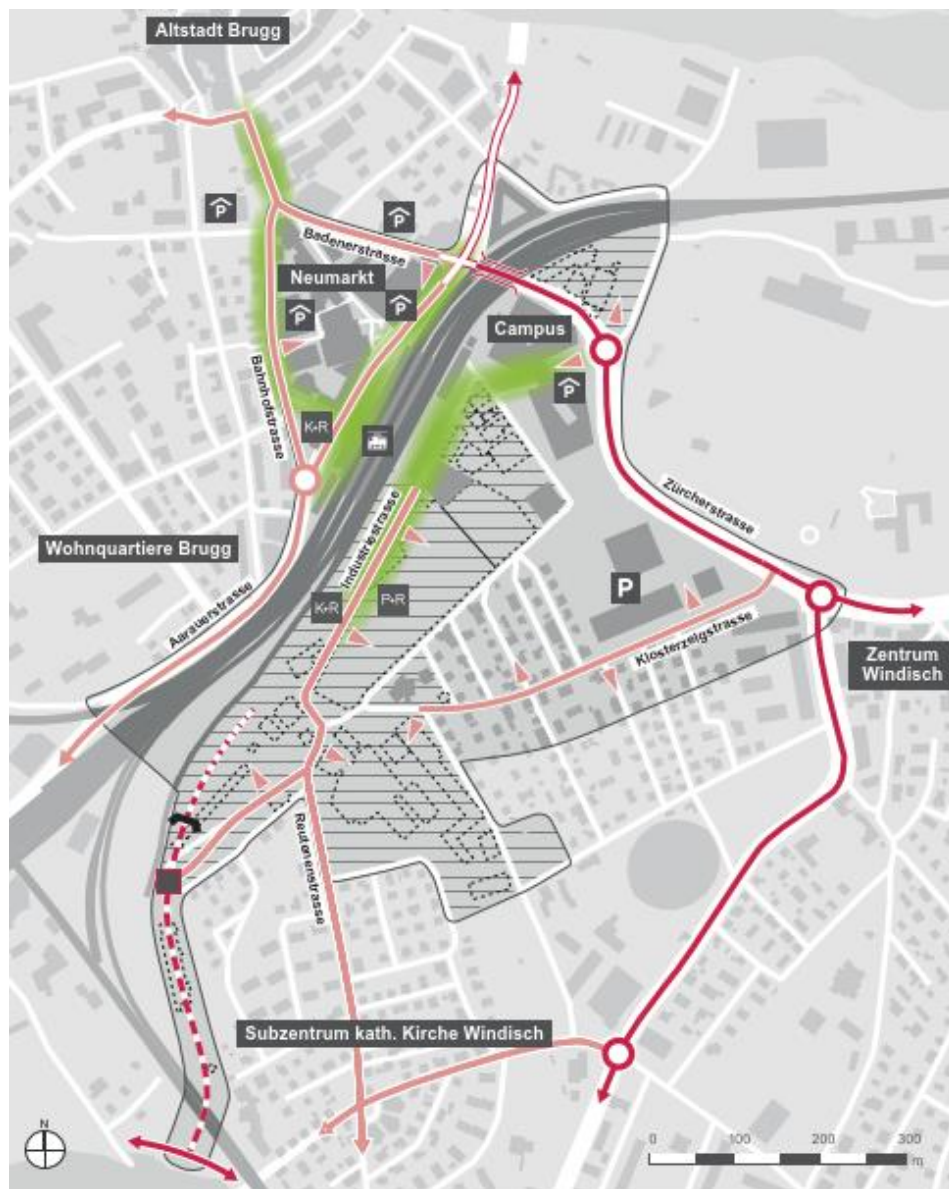 Altstadt Brugg
P
P
Badenerstrasse
Neumarkt
P
P
Campus
P
Bahnhofstrasse
K+R
Zürcherstrasse
Industriestrasse
Wohnquartiere Brugg
Aarauerstrasse
K+R
P+R
P
Klosterzelgstrasse
Zentrum
Windisch
Reutenenstrasse
Subzentrum kath. Kirche Windisch
N
0 100 200 300
m